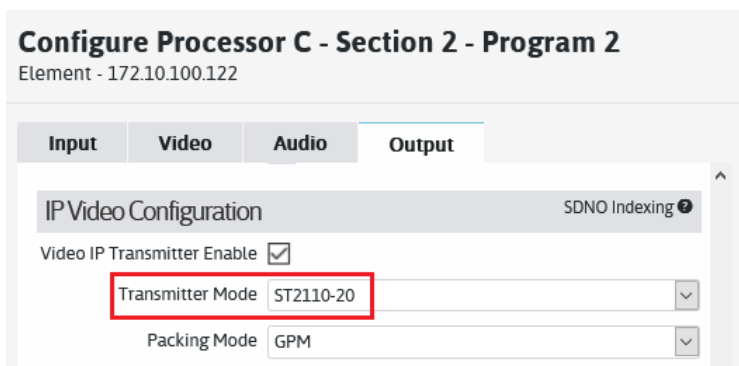 Configure Processor C - Section 2 - Program 2
Element - 172.10.100.122
Input Video Audio Output
IP Video Configuration SDNO Indexing ?
Video IP Transmitter Enable
Transmitter Mode ST2110-20
Packing Mode GPM